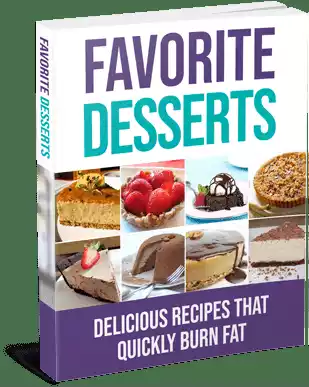 FAVORITE DESSERTS
FAVORITE
DESSERTS
DELICIOUS RECIPES THAT
QUICKLY BURN FAT